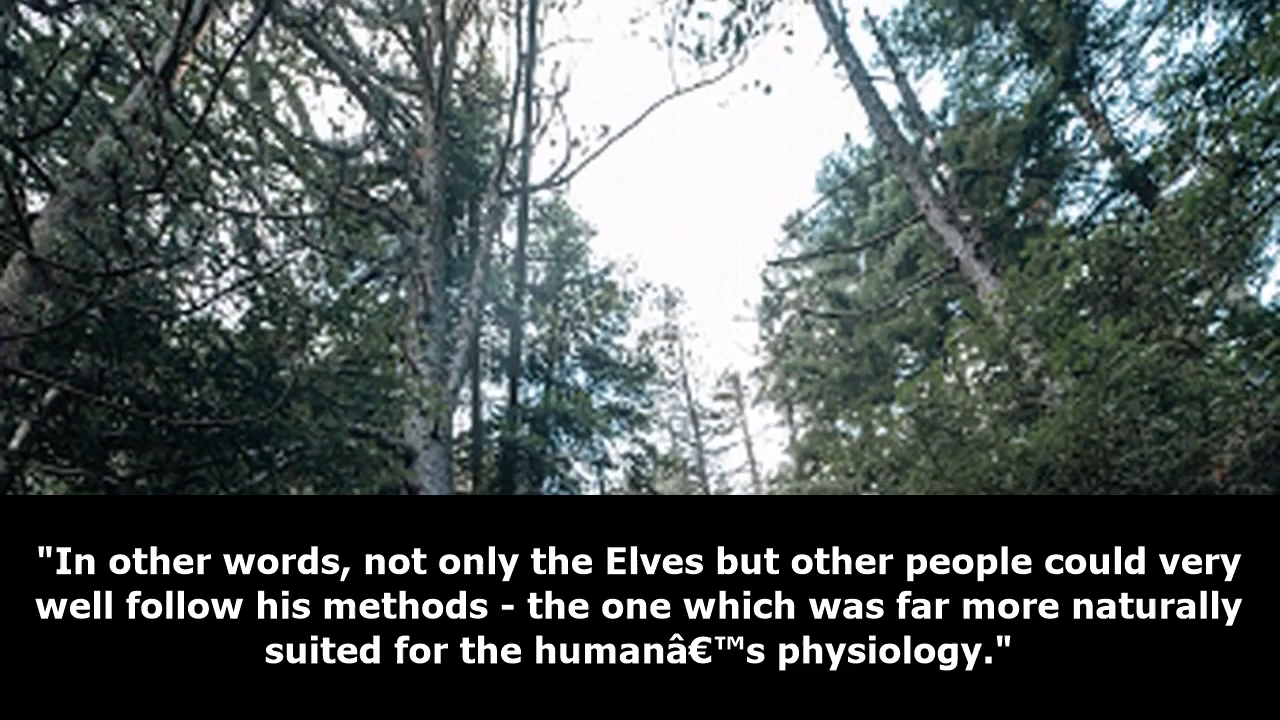 "In other words, not only the Elves but other people could very
well follow his methods - the one which was far more naturally
suited for the humanâ€™s physiology."